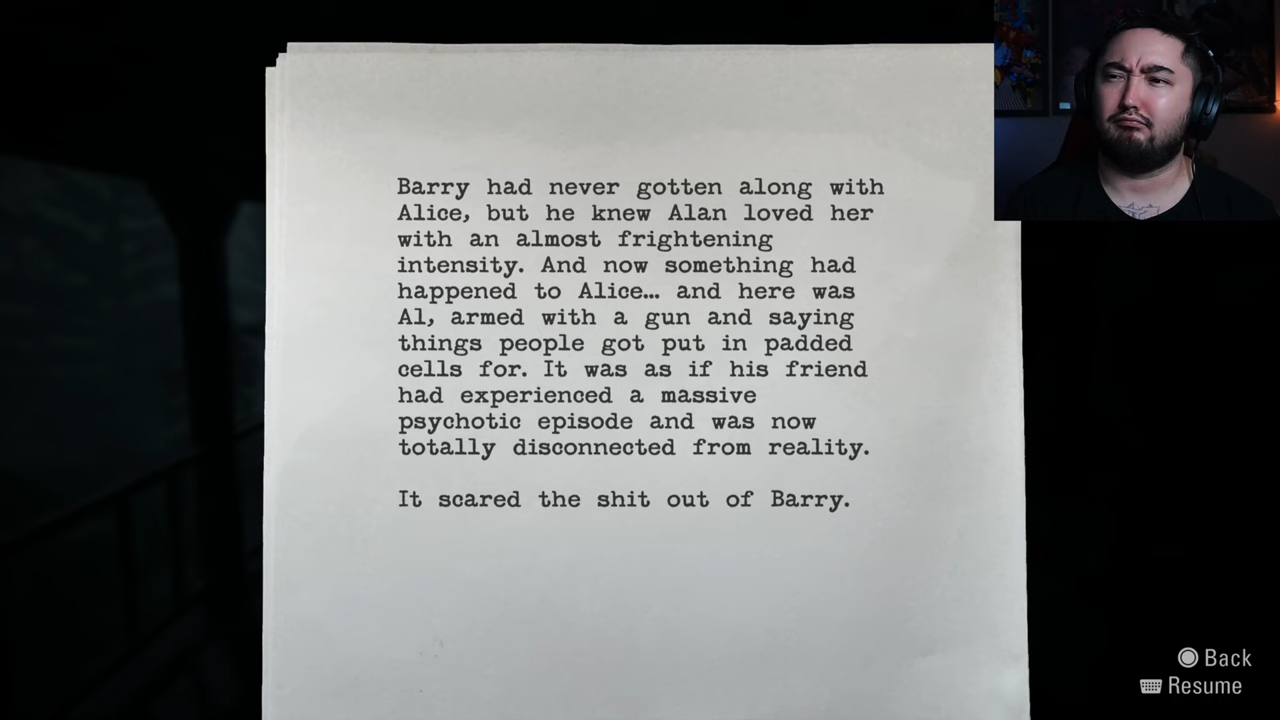 Barry had never gotten along with
Alice, but he knew Alan loved her
with an almost frightening
intensity. And now something had
happened to Alice… and here was
Al, armed with a gun and saying
things people got put in padded
cells for. It was as if his friend
had experienced a massive
psychotic episode and was now
totally disconnected from reality.
It scared the shit out of Barry.
Back
Resume